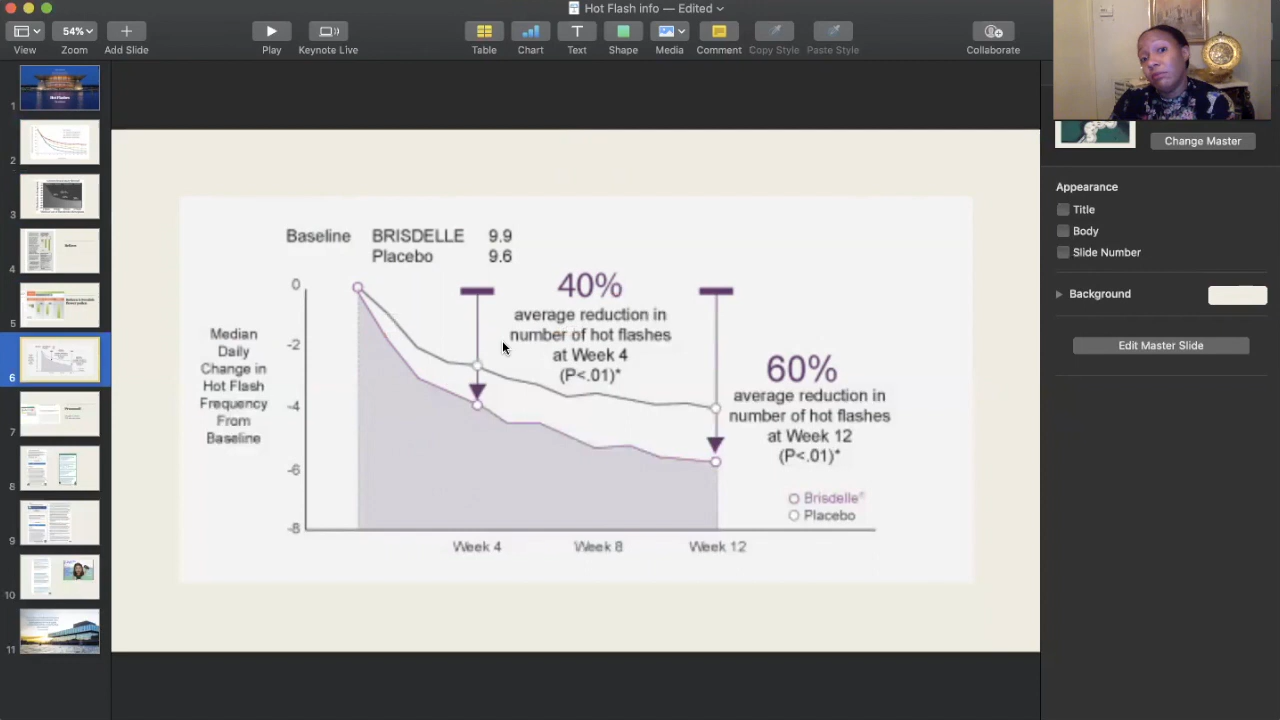 Hot Flash info — Edited
54%
View
Zoom
Add Slide
Play
Keynote Live
Table
Chart
Text
Shape
Media
Comment
Copy Style
Paste Style
Collaborate
1
2
3
4
5
6
7
8
9
10
11
Baseline BRISDELLE 9.9
Placebo 9.6
0
-2
-4
-6
-8
Median
Daily
Change in
Hot Flash
Frequency
From
Baseline
40%
average reduction in
number of hot flashes
at Week 4
(P<.01)*
60%
average reduction in
number of hot flashes
at Week 12
(P<.01)*
Brisdelle®
Placebo
Week 4
Week 8
Week 12
Change Master
Appearance
Title
Body
Slide Number
Background
Edit Master Slide